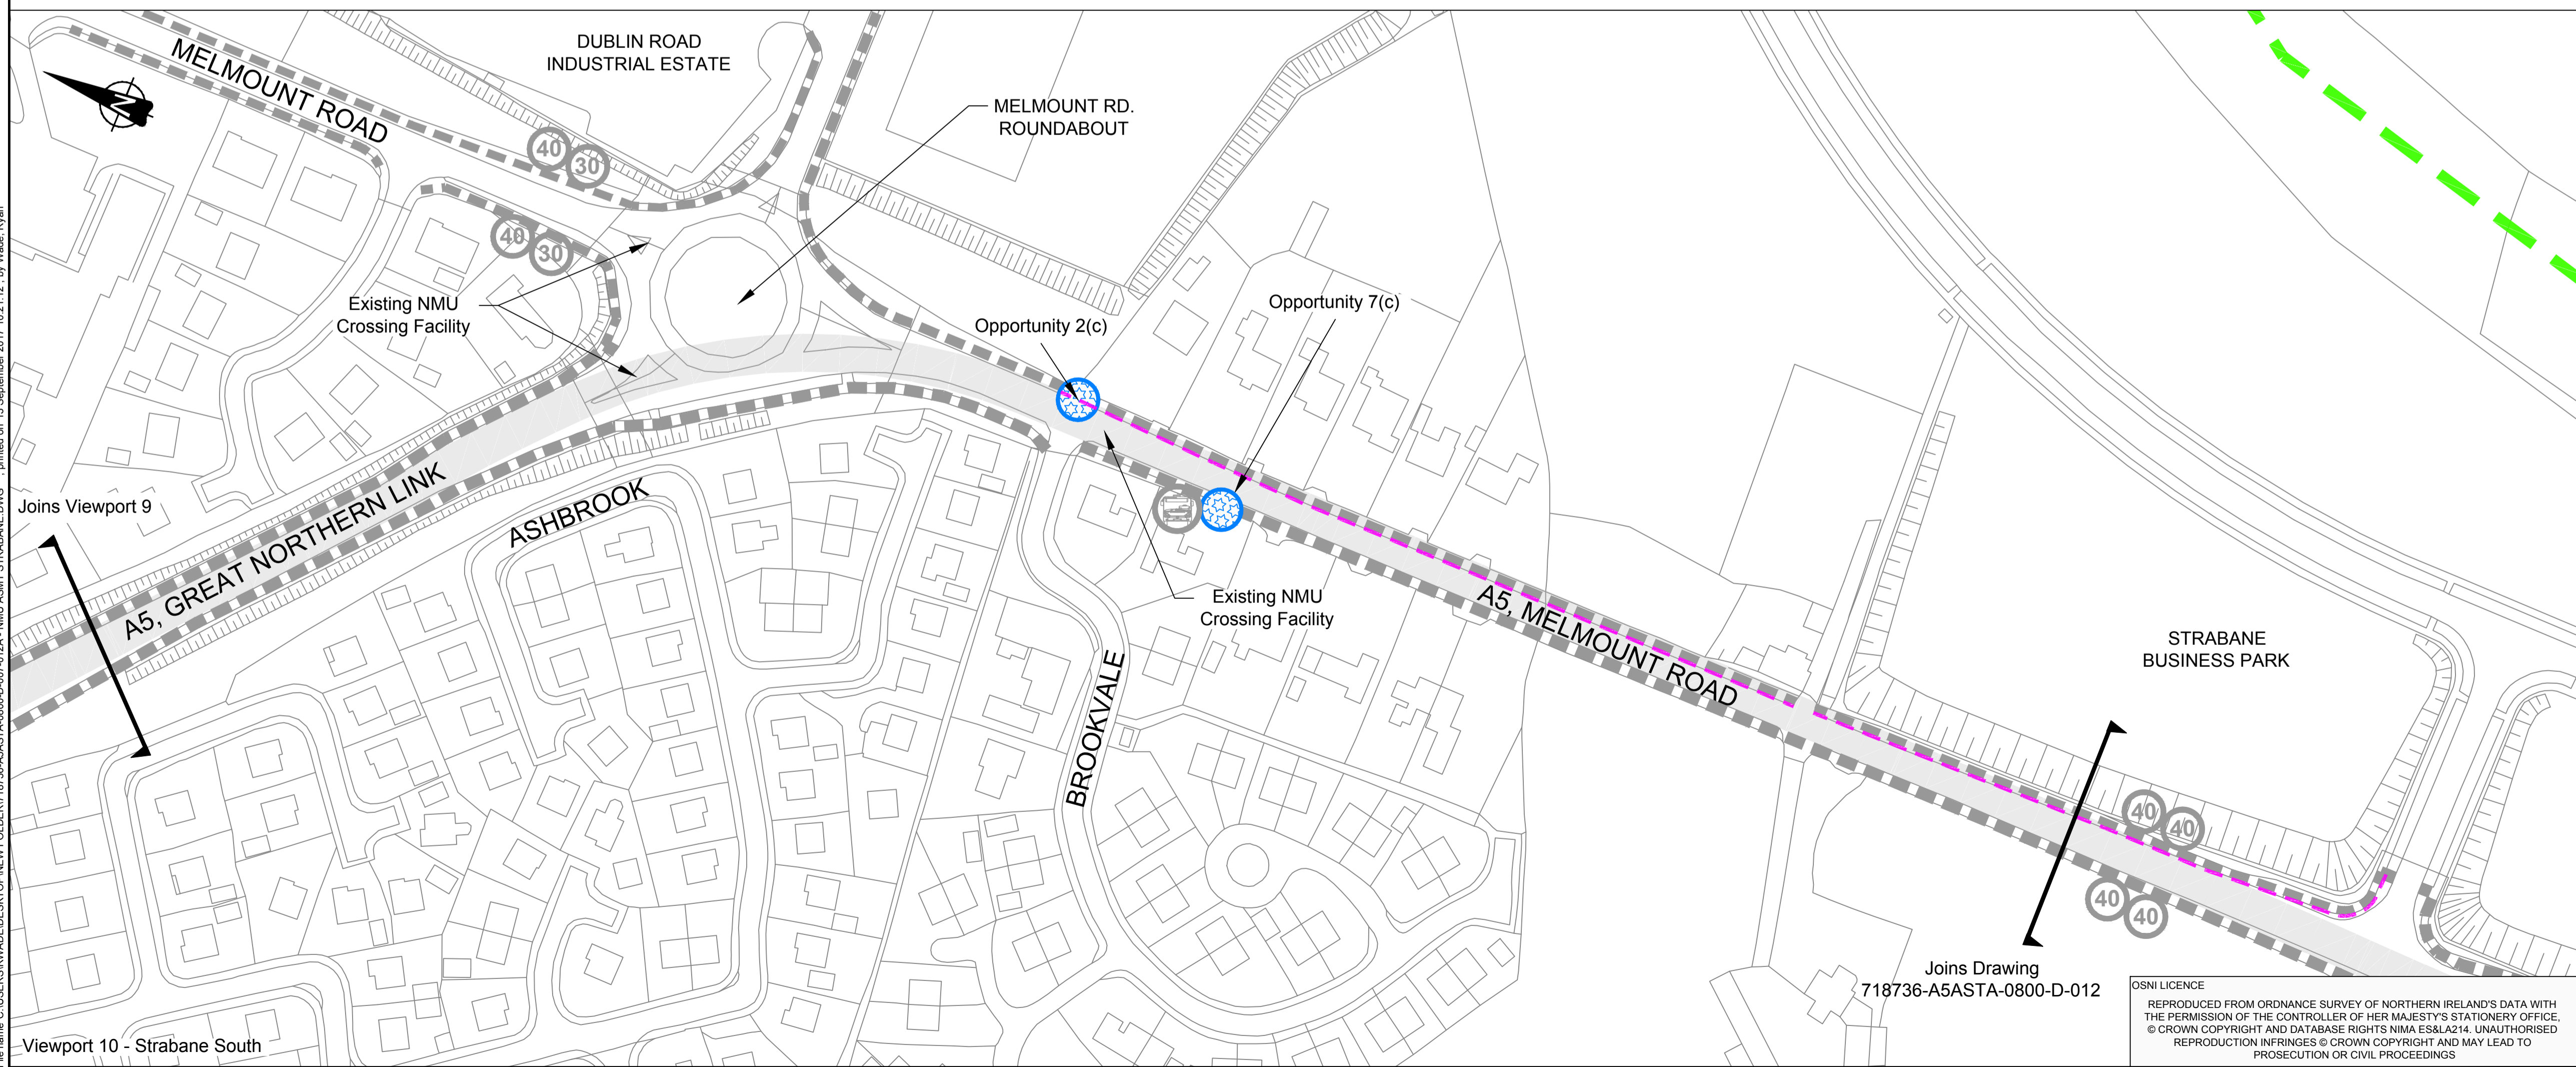 MELMOUNT ROAD
DUBLIN ROAD
INDUSTRIAL ESTATE
MELMOUNT RD.
ROUNDABOUT
N
40
30
40
30
Existing NMU
Crossing Facility
Opportunity 2(c)
Opportunity 7(c)
Joins Viewport 9
A5, GREAT NORTHERN LINK
ASHBROOK
Existing NMU
Crossing Facility
BROOKVALE
A5, MELMOUNT ROAD
STRABANE
BUSINESS PARK
40
40
40
40
Joins Drawing
718736-A5ASTA-0800-D-012
Viewport 10 - Strabane South
OSNI LICENCE
REPRODUCED FROM ORDNANCE SURVEY OF NORTHERN IRELAND'S DATA WITH
THE PERMISSION OF THE CONTROLLER OF HER MAJESTY'S STATIONERY OFFICE,
© CROWN COPYRIGHT AND DATABASE RIGHTS NIMA ES&LA214. UNAUTHORISED
REPRODUCTION INFRINGES © CROWN COPYRIGHT AND MAY LEAD TO
PROSECUTION OR CIVIL PROCEEDINGS